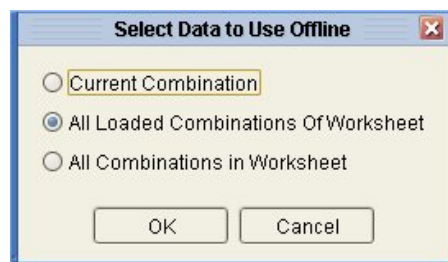 Select Data to Use Offline
Current Combination
All Loaded Combinations Of Worksheet
All Combinations in Worksheet
OK Cancel